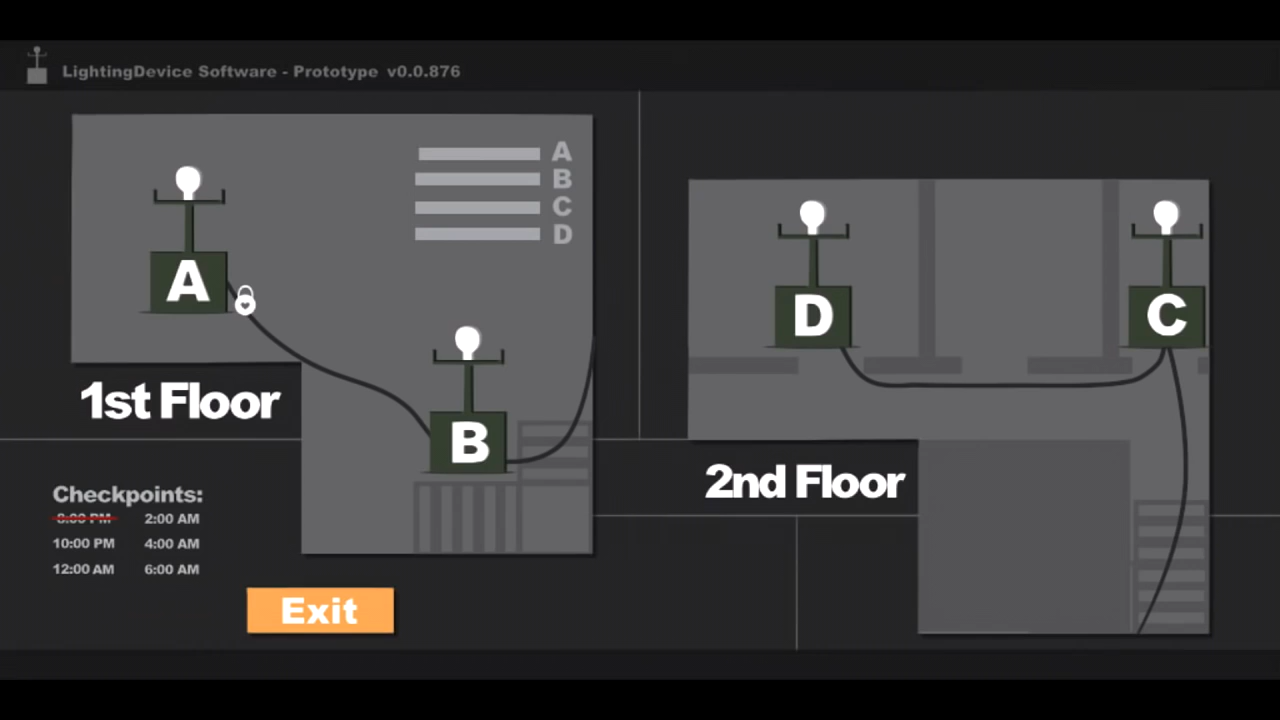 LightingDevice Software - Prototype v0.0.876
A
B
C
D
A
B
D
C
1st Floor
2nd Floor
Checkpoints:
8:00 PM 2:00 AM
10:00 PM 4:00 AM
12:00 AM 6:00 AM
Exit